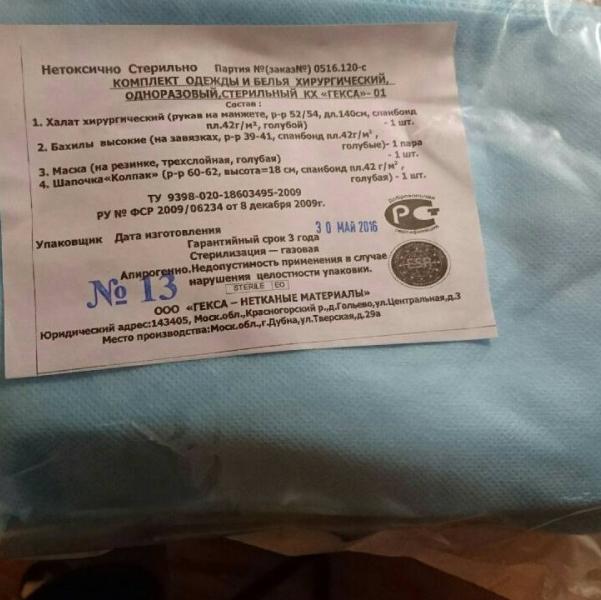 Нетоксично Стерильно Партия №(заказ№) 0516.120-с
КОМПЛЕКТ ОДЕЖДЫ И БЕЛЬЯ ХИРУРГИЧЕСКИЙ,
ОДНОРАЗОВЫЙ,СТЕРИЛЬНЫЙ КХ «ГЕКСА»- 01
Состав :
1. Халат хирургический (рукав на манжете, р-р 52/54, дл.140см, спанбонд
пл.42г/м², голубой) - 1 шт.
2. Бахилы высокие (на завязках, р-р 39-41, спанбонд пл.42г/м² ,
голубые)- 1 пара
3. Маска (на резинке, трехслойная, голубая) - 1 шт.
4. Шапочка«Колпак» (р-р 60-62, высота=18 см, спанбонд пл.42 г/м² ,
голубая) - 1 шт.
ТУ 9398-020-18603495-2009
РУ № ФСР 2009/06234 от 8 декабря 2009г.
Добровольная
РСТ
сертификация
Упаковщик Дата изготовления 30 МАЙ 2016
Гарантийный срок 3 года
Стерилизация — газовая
Апирогенно.Недопустимость применения в случае
нарушения целостности упаковки.
№ 13
STERILE EO
ООО «ГЕКСА – НЕТКАНЫЕ МАТЕРИАЛЫ»
Юридический адрес:143405, Моск.обл.,Красногорский р.,д.Гольево,ул.Центральная,д.3
Место производства:Моск.обл.,г.Дубна,ул.Тверская,д.29а